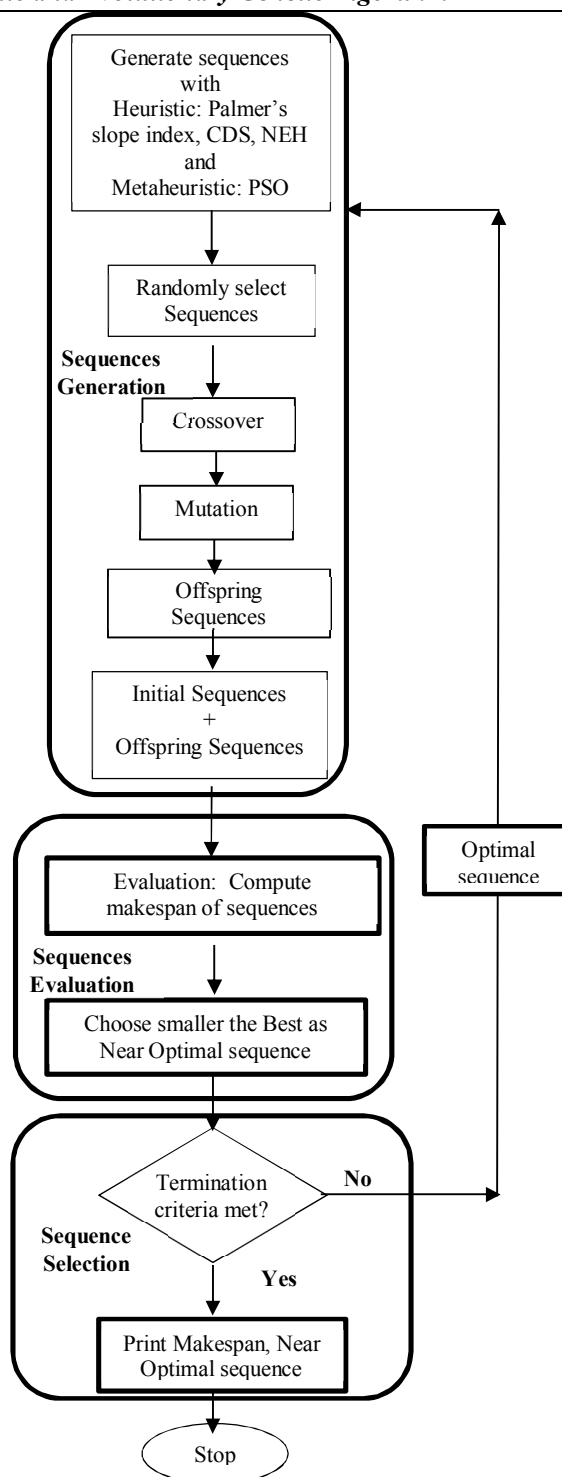 Generate sequences
with
Heuristic: Palmer's
slope index, CDS, NEH
and
Metaheuristic: PSO
Randomly select
Sequences
Sequences
Generation
Crossover
Mutation
Offspring
Sequences
Initial Sequences
+
Offspring Sequences
Optimal
sequence
Evaluation: Compute
makespan of sequences
Sequences
Evaluation
Choose smaller the Best as
Near Optimal sequence
Termination
criteria met?
No
Sequence
Selection
Yes
Print Makespan, Near
Optimal sequence
Stop